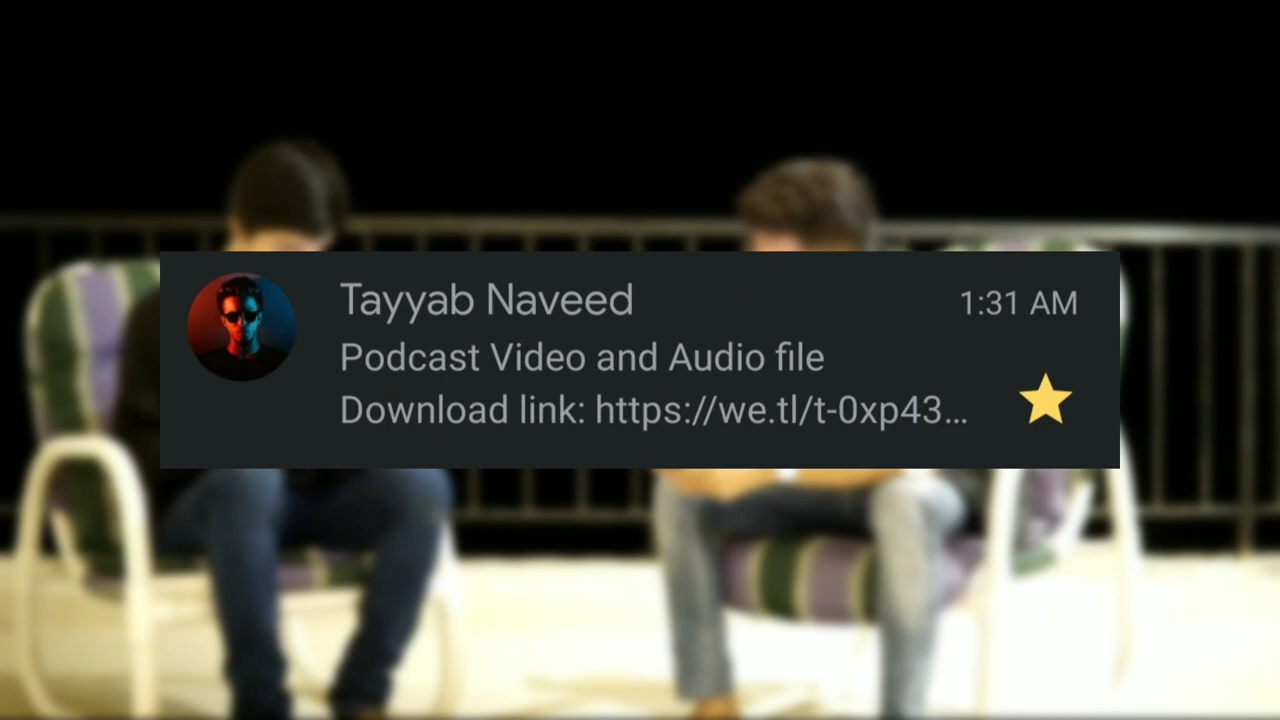 Tayyab Naveed
1:31 AM
Podcast Video and Audio file
Download link: https://we.tl/t-0xp43…